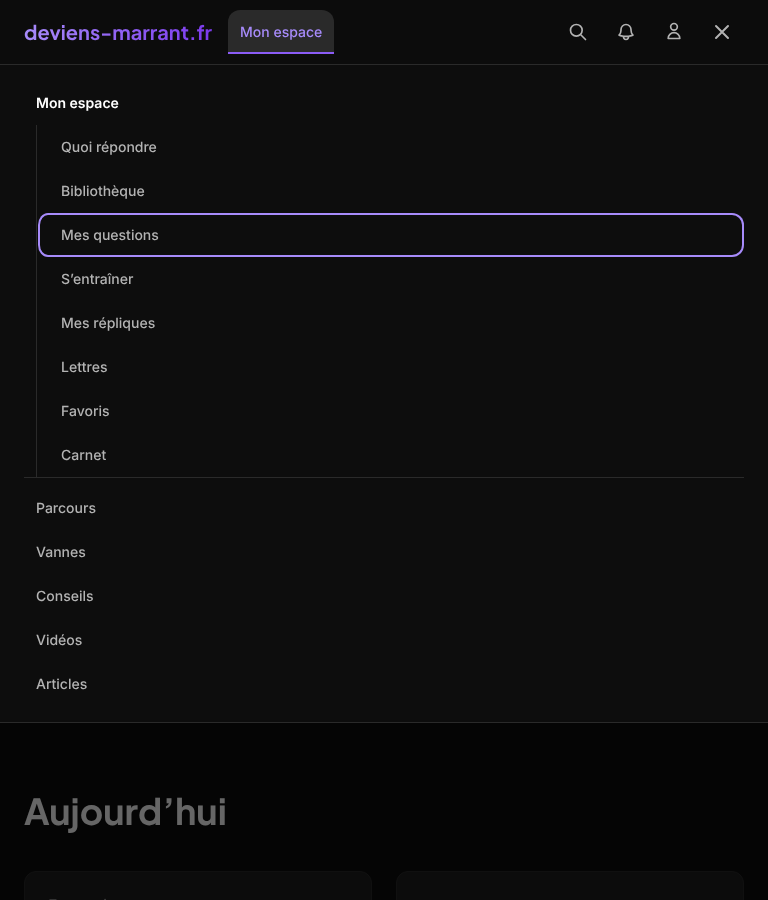 deviens-marrant.fr
Mon espace
Mon espace
Quoi répondre
Bibliothèque
Mes questions
S’entraîner
Mes répliques
Lettres
Favoris
Carnet
Parcours
Vannes
Conseils
Vidéos
Articles
Aujourd’hui